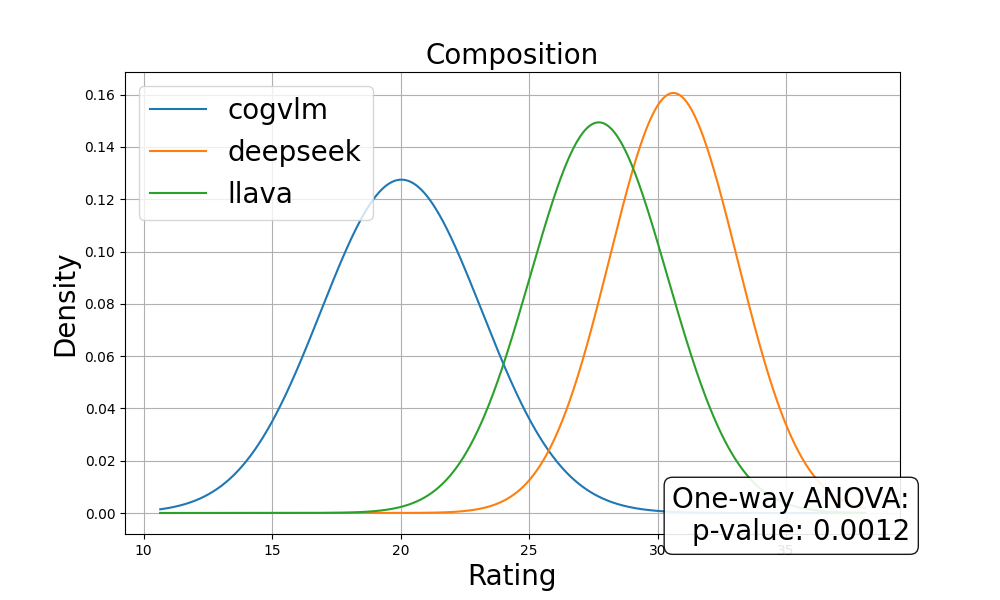 Composition
cogvlm
deepseek
llava
0.16
0.14
0.12
0.10
0.08
0.06
0.04
0.02
0.00
Density
10 15 20 25 30 35
Rating
One-way ANOVA:
p-value: 0.0012